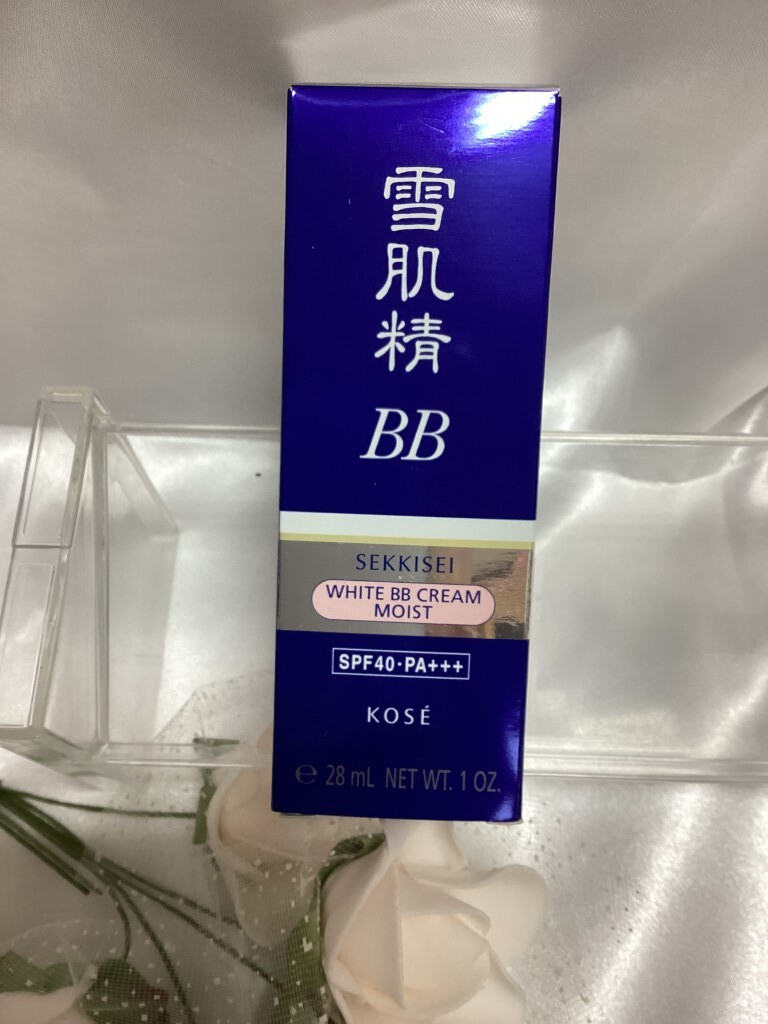 雪肌精
BB
SEKKISEI
WHITE BB CREAM
MOIST
SPF40·PA+++
KOSÉ
℮ 28 mL NET WT. 1 OZ.